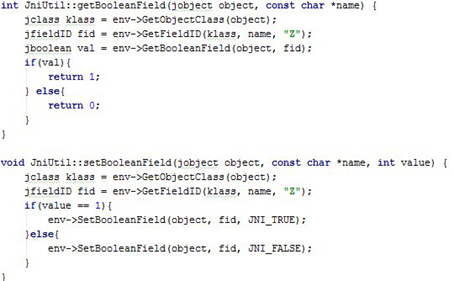 int JniUtil::getBooleanField(jobject object, const char *name) {
    jclass klass = env->GetObjectClass(object);
    jfieldID fid = env->GetFieldID(klass, name, "Z");
    jboolean val = env->GetBooleanField(object, fid);
    if(val){
        return 1;
    } else{
        return 0;
    }
}

void JniUtil::setBooleanField(jobject object, const char *name, int value) {
    jclass klass = env->GetObjectClass(object);
    jfieldID fid = env->GetFieldID(klass, name, "Z");
    if(value == 1){
        env->SetBooleanField(object, fid, JNI_TRUE);
    }else{
        env->SetBooleanField(object, fid, JNI_FALSE);
    }
}